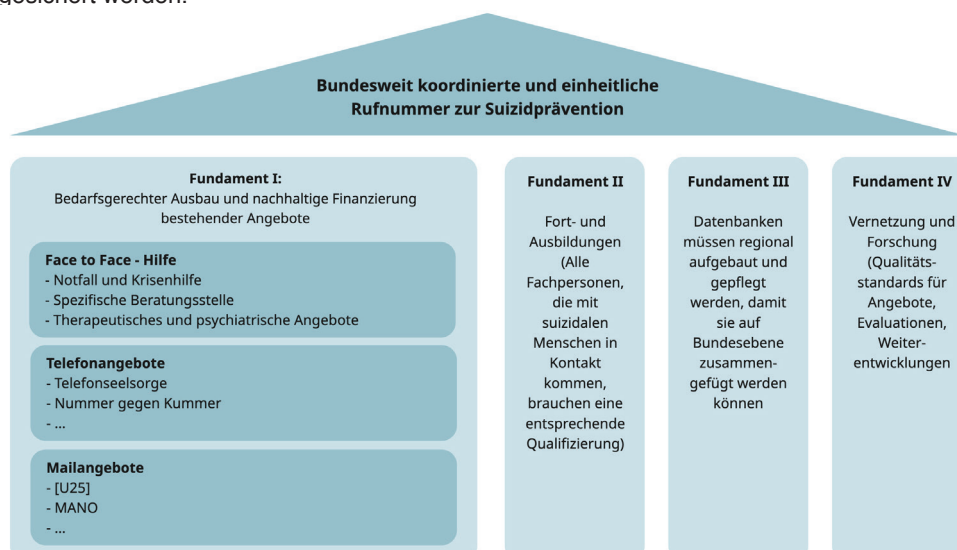 gesichert werden.
Bundesweit koordinierte und einheitliche
Rufnummer zur Suizidprävention
Fundament I:
Bedarfsgerechter Ausbau und nachhaltige Finanzierung
bestehender Angebote
Face to Face - Hilfe
- Notfall und Krisenhilfe
- Spezifische Beratungsstelle
- Therapeutisches und psychiatrische Angebote
Telefonangebote
- Telefonseelsorge
- Nummer gegen Kummer
- ...
Mailangebote
- [U25]
- MANO
- ...
Fundament II
Fort- und
Ausbildungen
(Alle
Fachpersonen,
die mit
suizidalen
Menschen in
Kontakt
kommen,
brauchen eine
entsprechende
Qualifizierung)
Fundament III
Datenbanken
müssen regional
aufgebaut und
gepflegt
werden, damit
sie auf
Bundesebene
zusammen-
gefügt werden
können
Fundament IV
Vernetzung und
Forschung
(Qualitäts-
standards für
Angebote,
Evaluationen,
Weiter-
entwicklungen